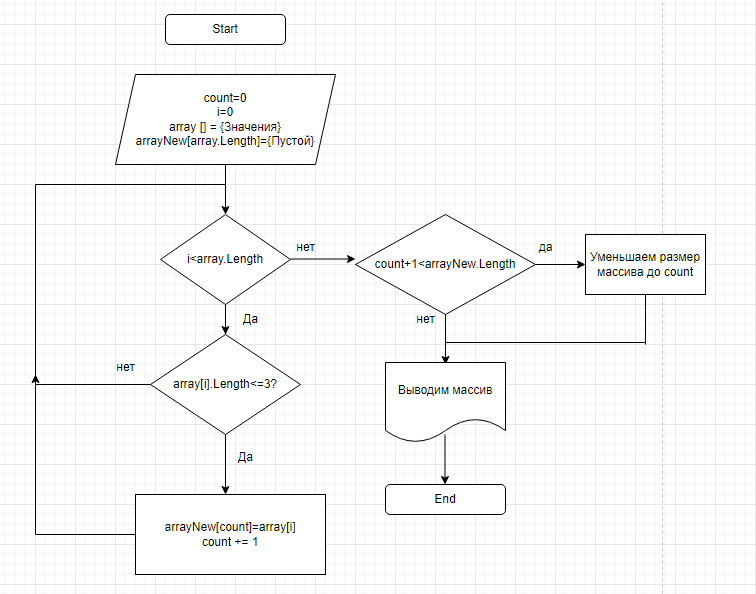 Start
count=0
i=0
array [] = {Значения}
arrayNew[array.Length]={Пустой}
i<array.Length
нет
count+1<arrayNew.Length
да
Уменьшаем размер
массива до count
Да
нет
нет
array[i].Length<=3?
Выводим массив
Да
End
arrayNew[count]=array[i]
count += 1